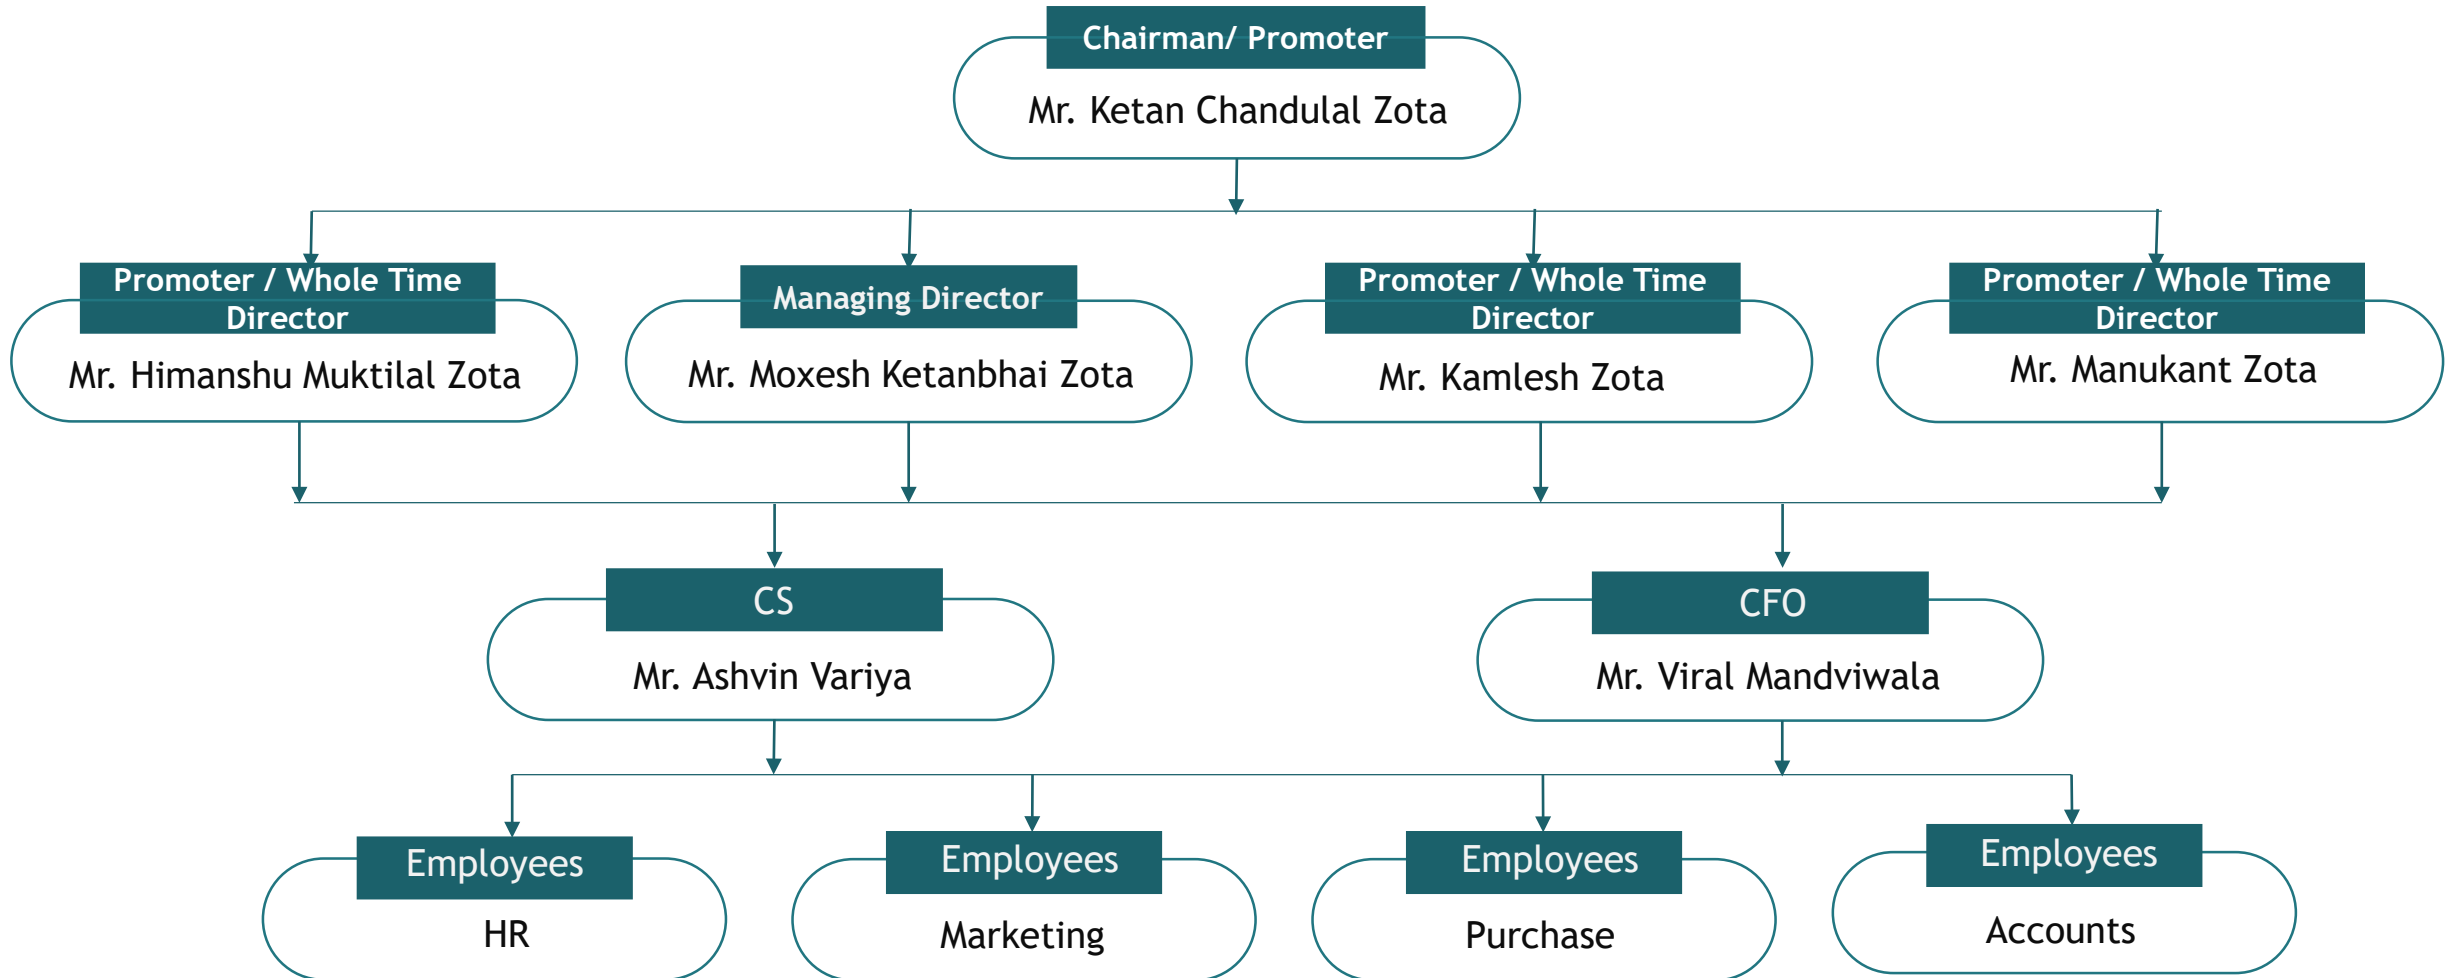 Chairman/ Promoter
Mr. Ketan Chandulal Zota
Promoter / Whole Time
Director
Mr. Himanshu Muktilal Zota
Managing Director
Mr. Moxesh Ketanbhai Zota
Promoter / Whole Time
Director
Mr. Kamlesh Zota
Promoter / Whole Time
Director
Mr. Manukant Zota
CS
Mr. Ashvin Variya
CFO
Mr. Viral Mandviwala
Employees
HR
Employees
Marketing
Employees
Purchase
Employees
Accounts